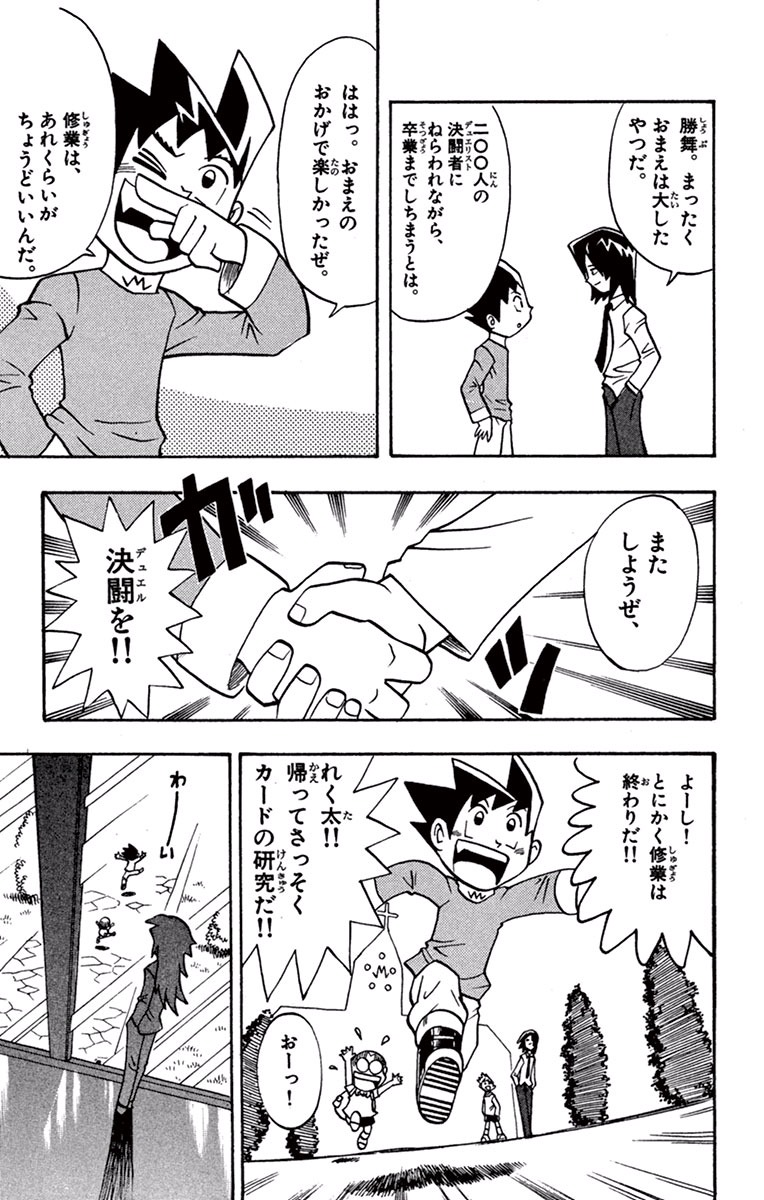 勝舞。まったく
おまえは大した
やつだ。
二〇〇人の
決闘者に
ねらわれながら、
卒業までしちまうとは。
ははっ。おまえの
おかげで楽しかったぜ。
修業は、
あれくらいが
ちょうどいいんだ。
また
しようぜ、
ガッ
決闘を!!
よーし！
とにかく修業は
終わりだ!!
れく太!!
帰ってさっそく
カードの研究だ!!
おーっ！
わーい